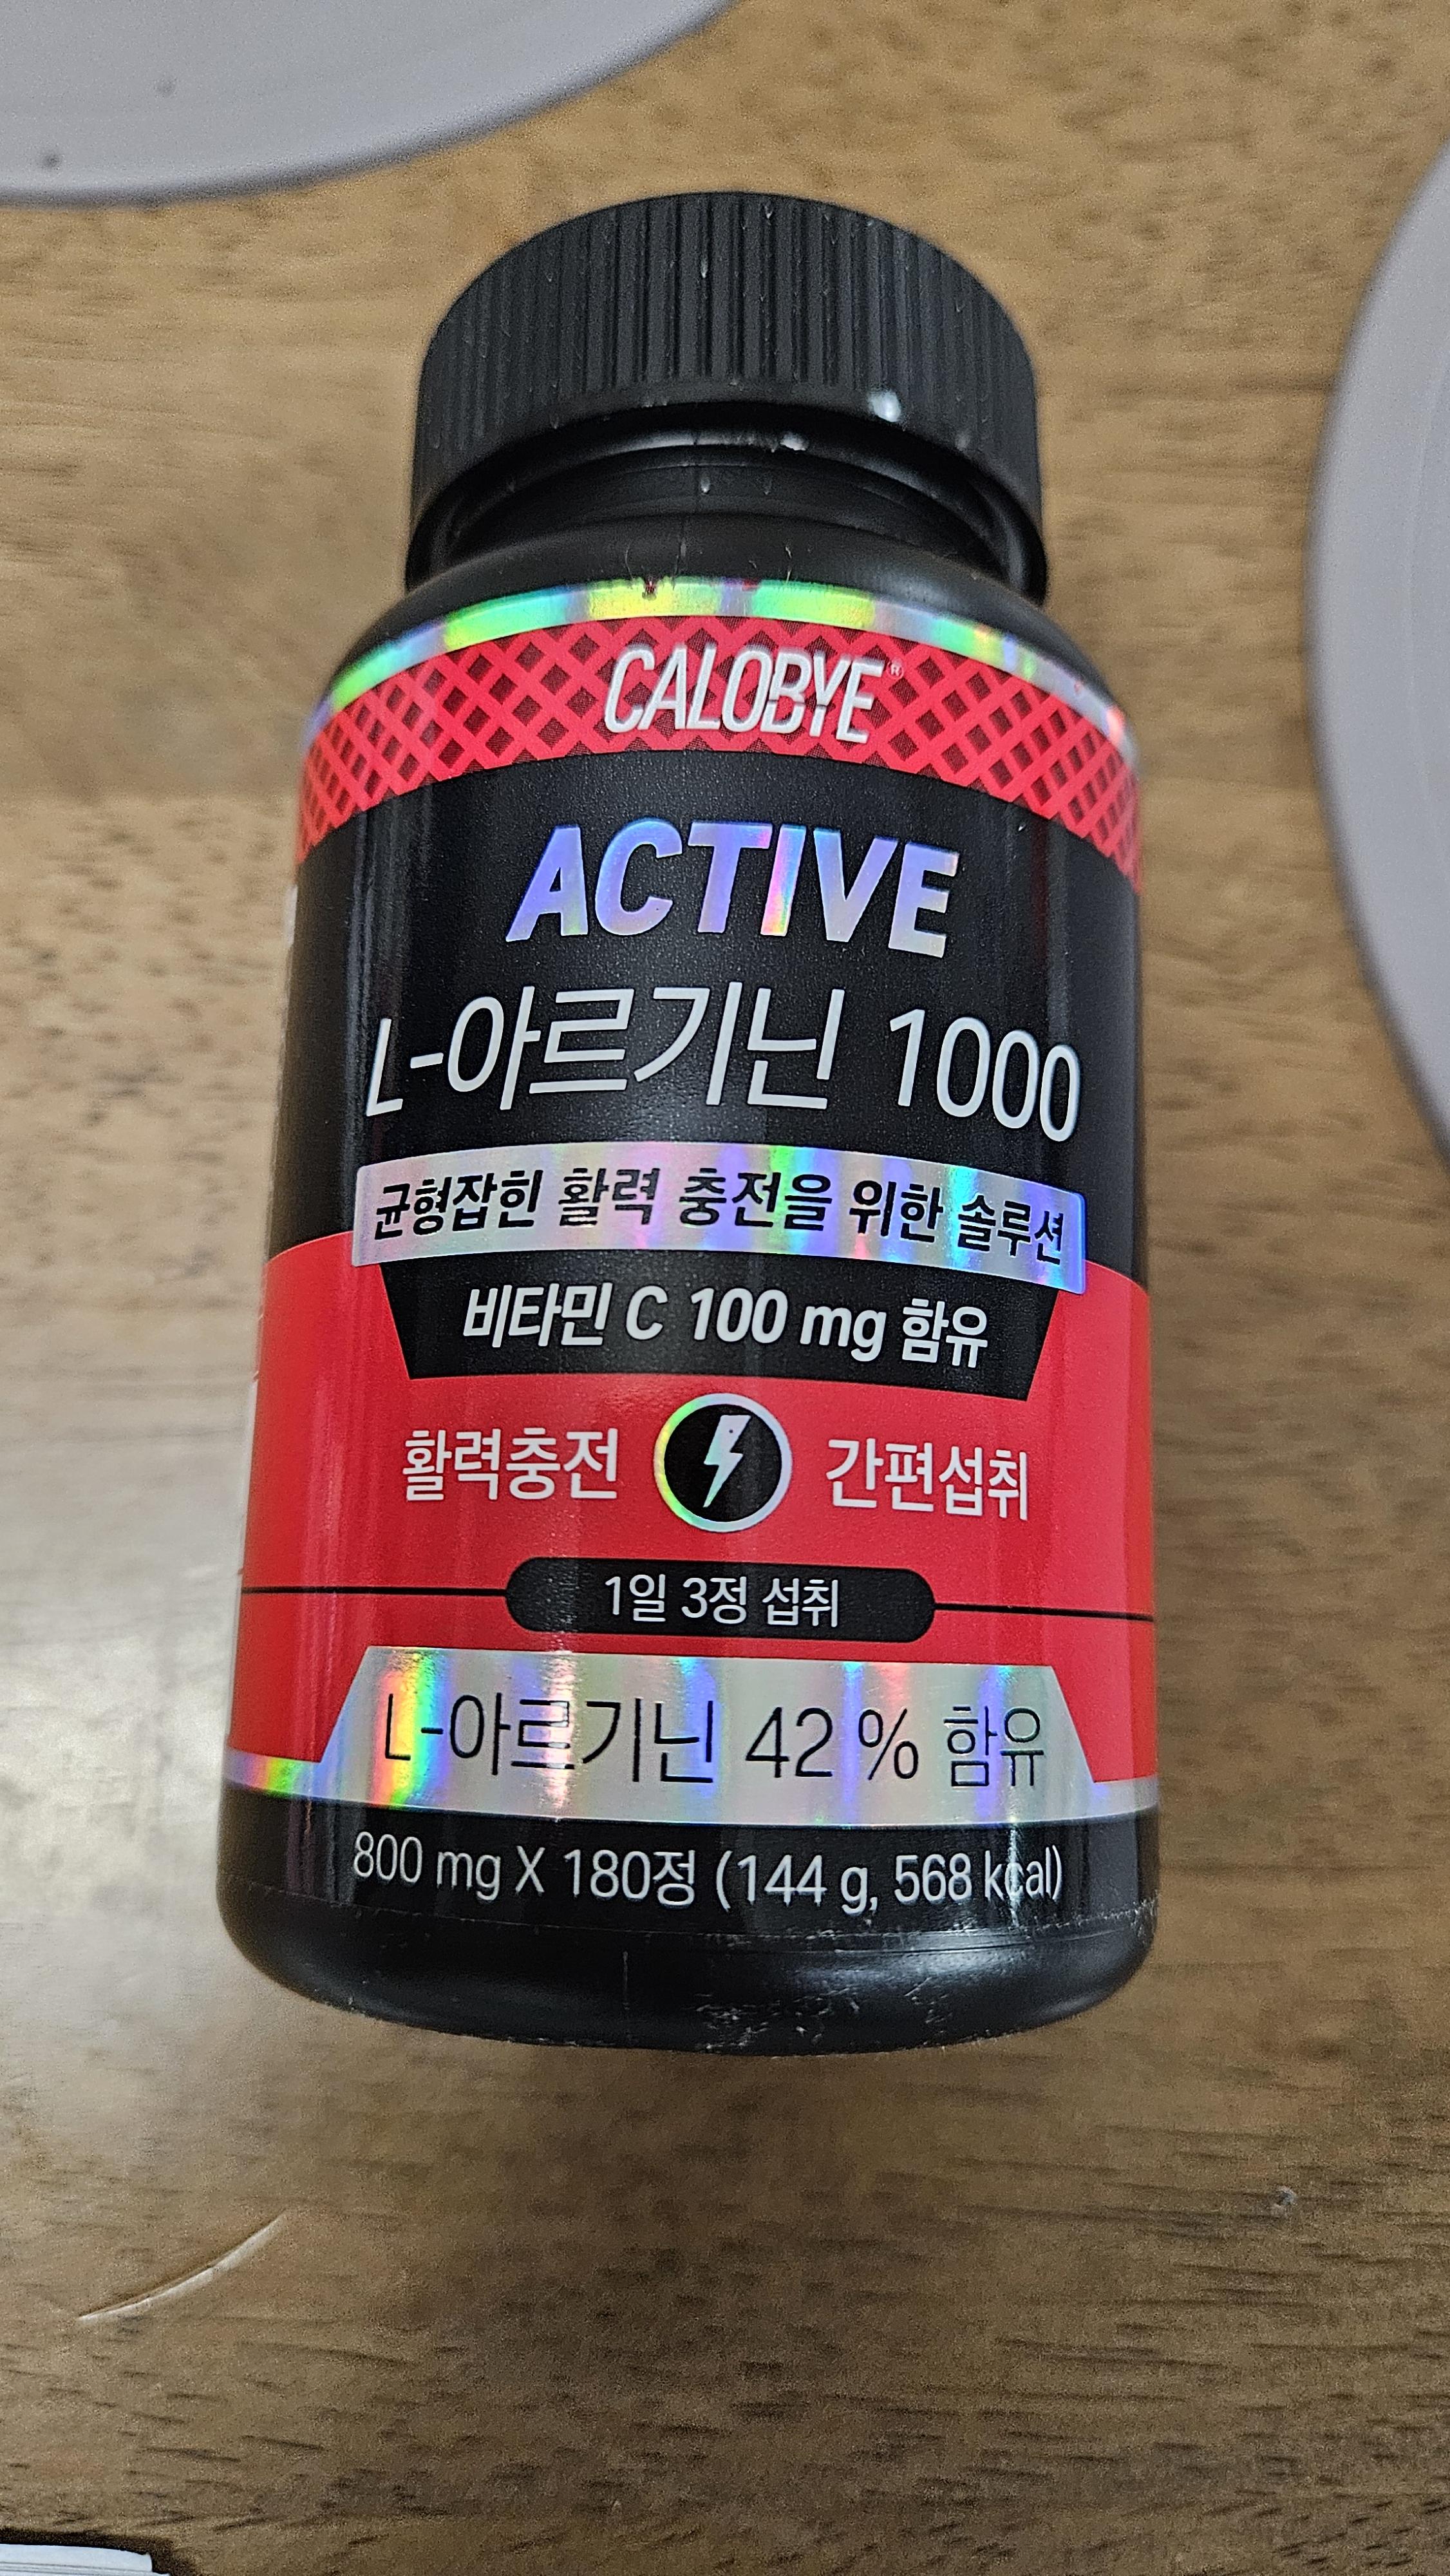 CALOBYE®
ACTIVE
L-아르기닌 1000
균형잡힌 활력 충전을 위한 솔루션
비타민 C 100 mg 함유
활력충전 간편섭취
1일 3정 섭취
L-아르기닌 42 % 함유
800 mg X 180정 (144 g, 568 kcal)